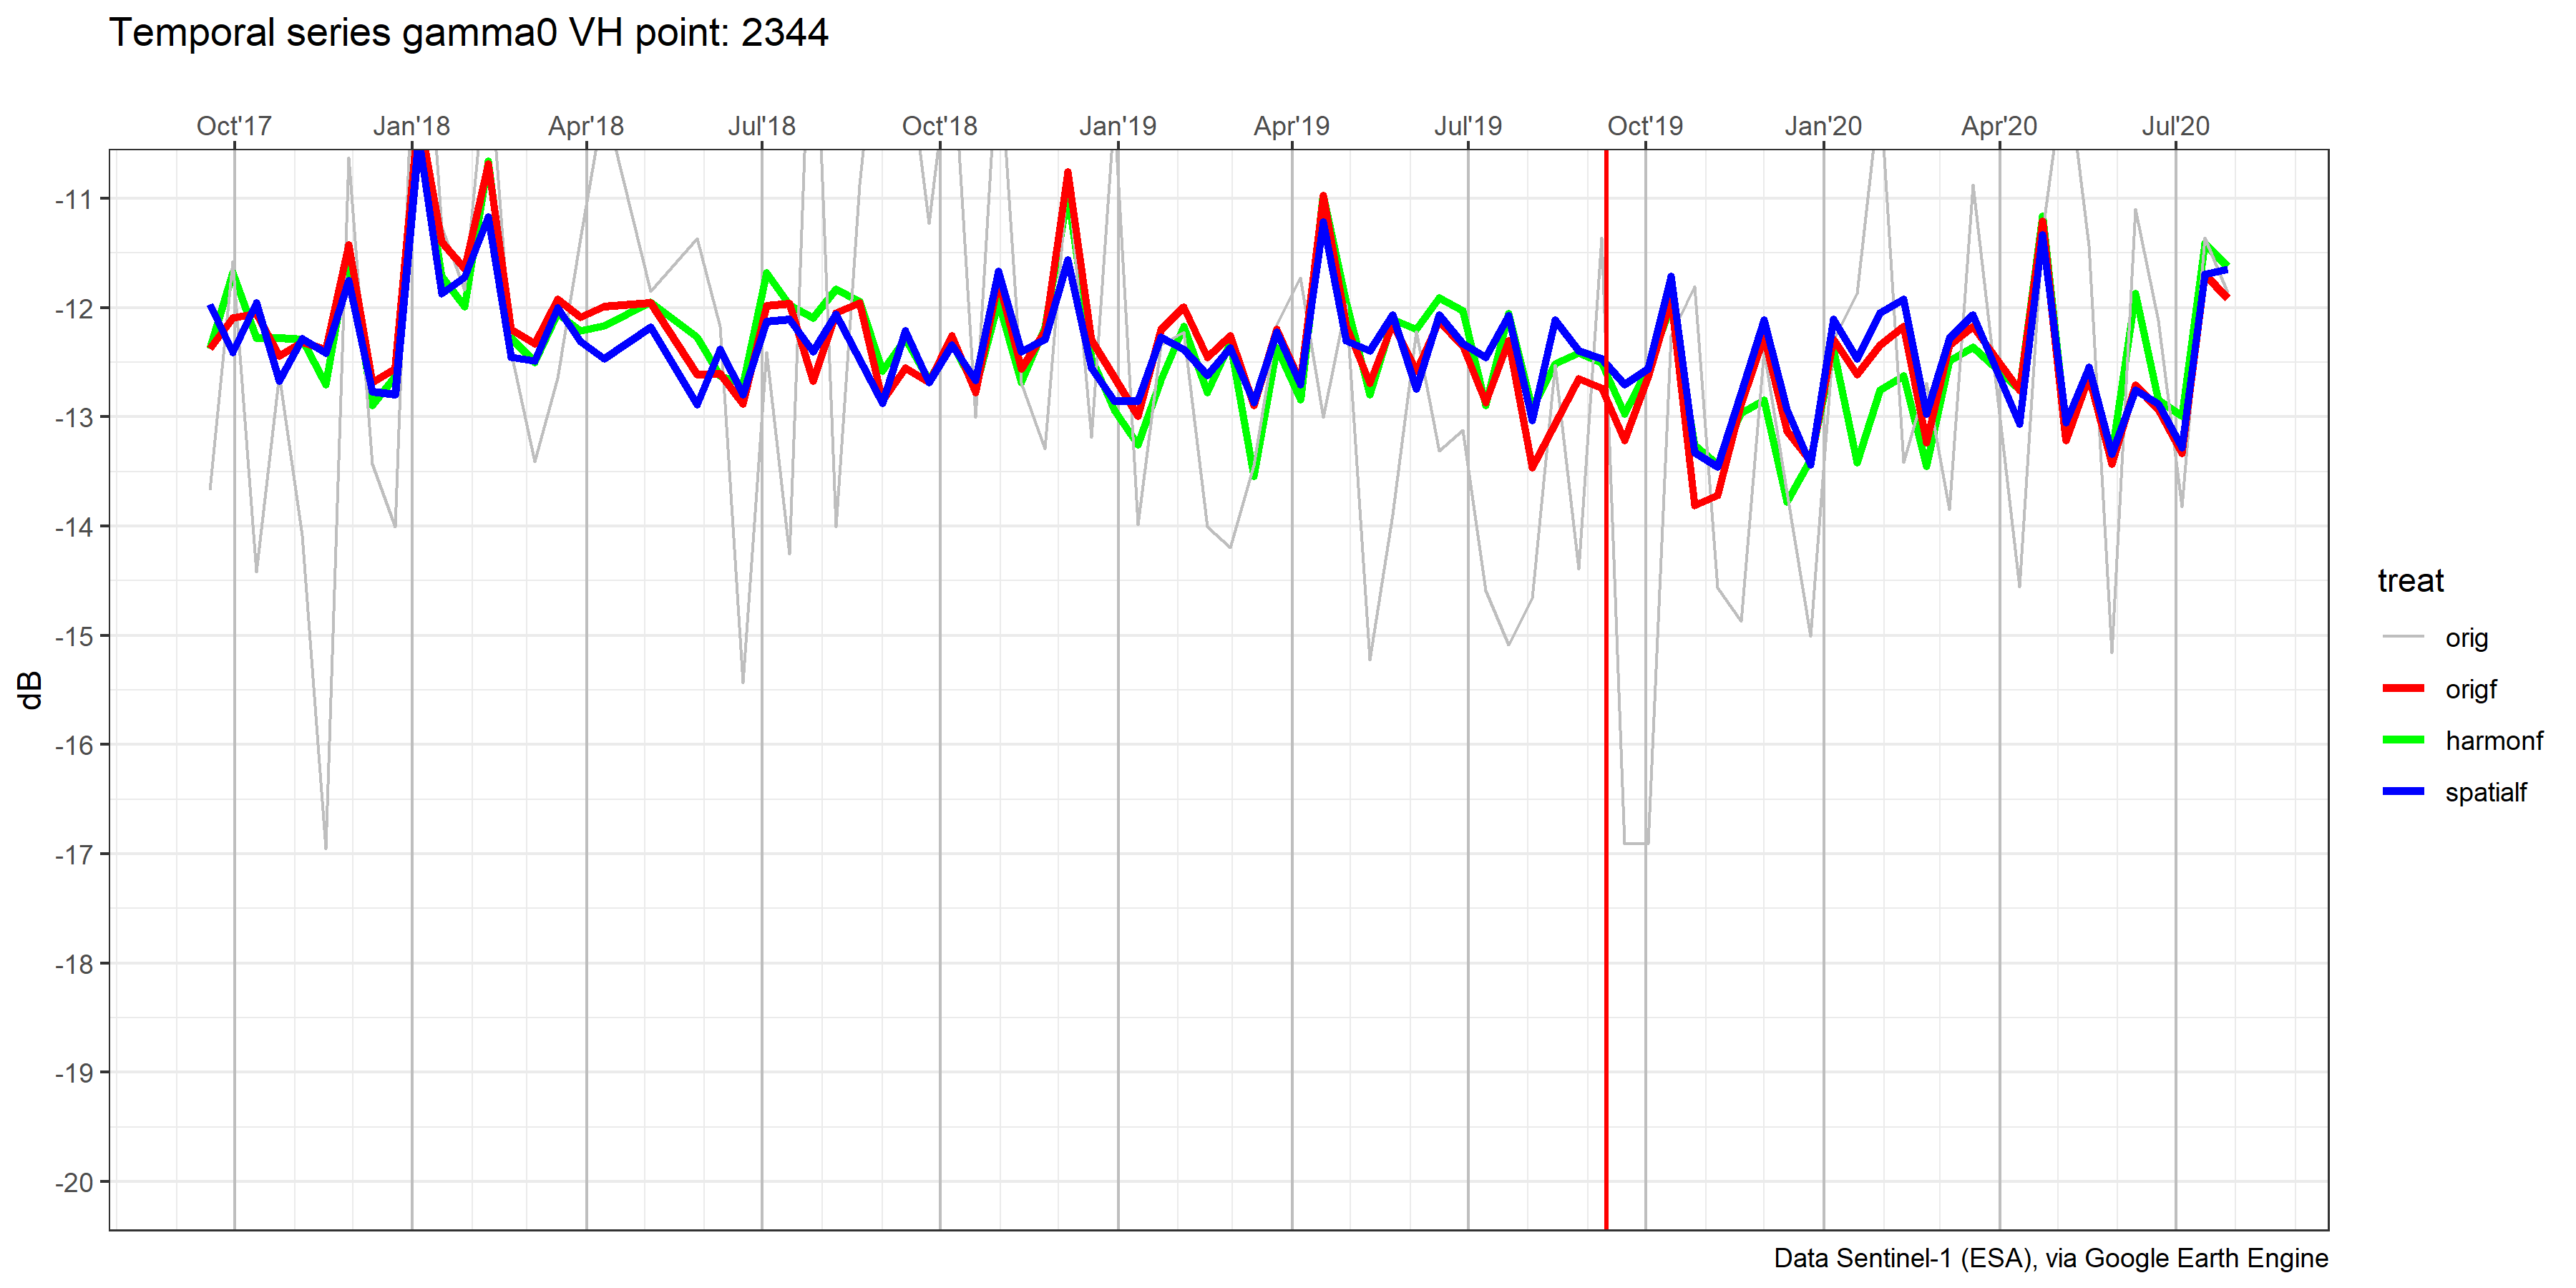 Temporal series gamma0 VH point: 2344
Oct'17 Jan'18 Apr'18 Jul'18 Oct'18 Jan'19 Apr'19 Jul'19 Oct'19 Jan'20 Apr'20 Jul'20
-11
-12
-13
-14
-15
-16
-17
-18
-19
-20
dB
treat
orig
origf
harmonf
spatialf
Data Sentinel-1 (ESA), via Google Earth Engine